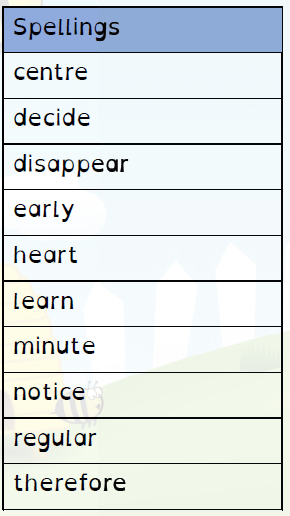 Spellings
centre
decide
disappear
early
heart
learn
minute
notice
regular
therefore